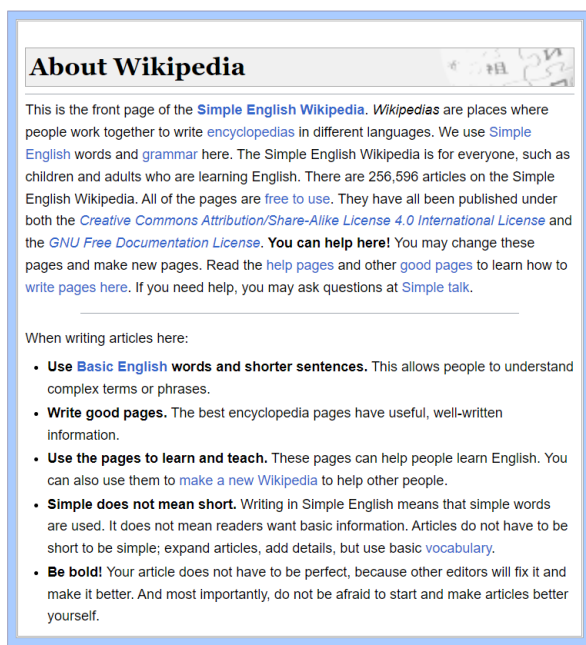 About Wikipedia
This is the front page of the Simple English Wikipedia. Wikipedias are places where
people work together to write encyclopedias in different languages. We use Simple
English words and grammar here. The Simple English Wikipedia is for everyone, such as
children and adults who are learning English. There are 256,596 articles on the Simple
English Wikipedia. All of the pages are free to use. They have all been published under
both the Creative Commons Attribution/Share-Alike License 4.0 International License and
the GNU Free Documentation License. You can help here! You may change these
pages and make new pages. Read the help pages and other good pages to learn how to
write pages here. If you need help, you may ask questions at Simple talk.
When writing articles here:
• Use Basic English words and shorter sentences. This allows people to understand
complex terms or phrases.
• Write good pages. The best encyclopedia pages have useful, well-written
information.
• Use the pages to learn and teach. These pages can help people learn English. You
can also use them to make a new Wikipedia to help other people.
• Simple does not mean short. Writing in Simple English means that simple words
are used. It does not mean readers want basic information. Articles do not have to be
short to be simple; expand articles, add details, but use basic vocabulary.
• Be bold! Your article does not have to be perfect, because other editors will fix it and
make it better. And most importantly, do not be afraid to start and make articles better
yourself.